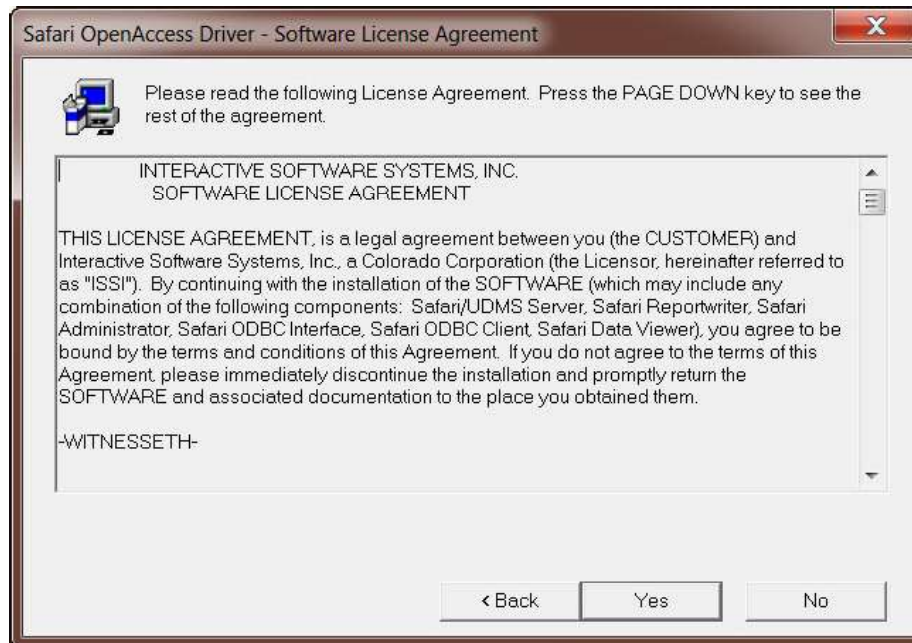 Safari OpenAccess Driver - Software License Agreement
Please read the following License Agreement. Press the PAGE DOWN key to see the
rest of the agreement.
INTERACTIVE SOFTWARE SYSTEMS, INC.
SOFTWARE LICENSE AGREEMENT
THIS LICENSE AGREEMENT, is a legal agreement between you (the CUSTOMER) and
Interactive Software Systems, Inc., a Colorado Corporation (the Licensor, hereinafter referred to
as "ISSI"). By continuing with the installation of the SOFTWARE (which may include any
combination of the following components: Safari/UDMS Server, Safari Reportwriter, Safari
Administrator, Safari ODBC Interface, Safari ODBC Client, Safari Data Viewer), you agree to be
bound by the terms and conditions of this Agreement. If you do not agree to the terms of this
Agreement, please immediately discontinue the installation and promptly return the
SOFTWARE and associated documentation to the place you obtained them.
-WITNESSETH-
< Back
Yes
No